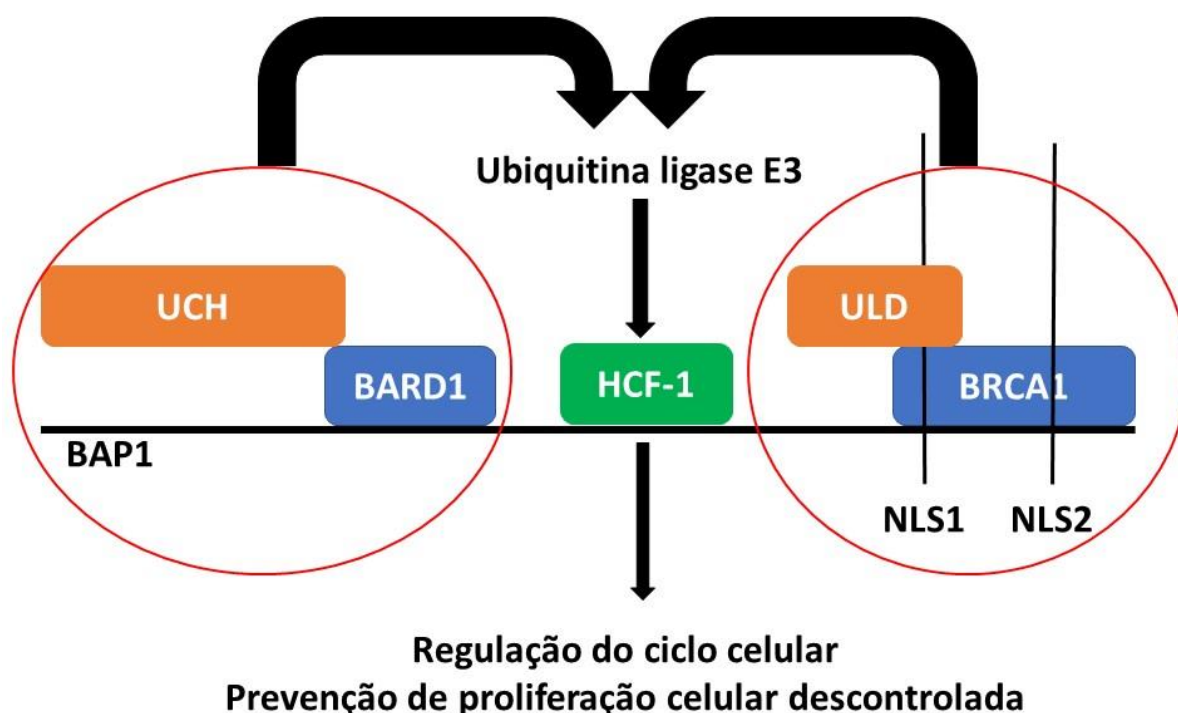 Ubiquitina ligase E3
UCH
ULD
BARD1
HCF-1
BRCA1
BAP1
NLS1
NLS2
Regulação do ciclo celular
Prevenção de proliferação celular descontrolada